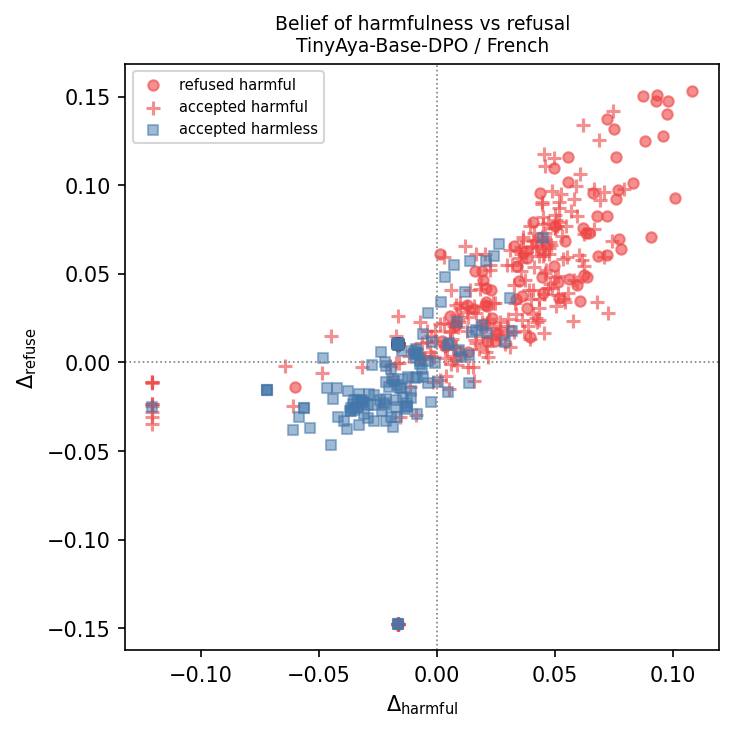 Belief of harmfulness vs refusal
TinyAya-Base-DPO / French
refused harmful
accepted harmful
accepted harmless
0.15
0.10
0.05
0.00
−0.05
−0.10
−0.15
Δrefuse
−0.10
−0.05
0.00
0.05
0.10
Δharmful